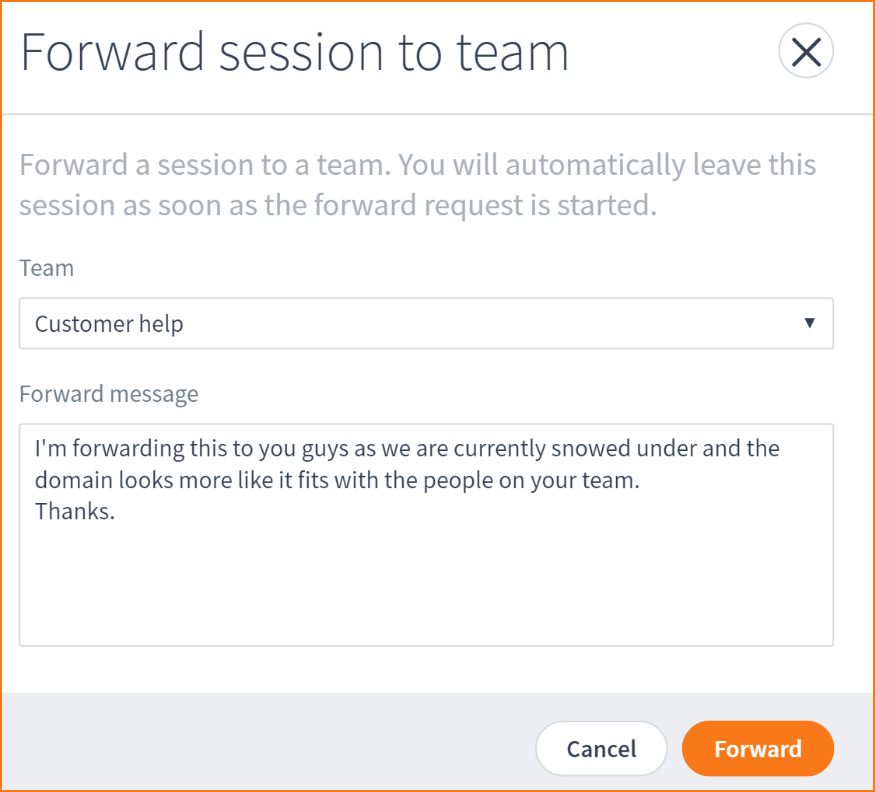 Forward session to team
Forward a session to a team. You will automatically leave this
session as soon as the forward request is started.
Team
Customer help
Forward message
I'm forwarding this to you guys as we are currently snowed under and the
domain looks more like it fits with the people on your team.
Thanks.
Cancel
Forward